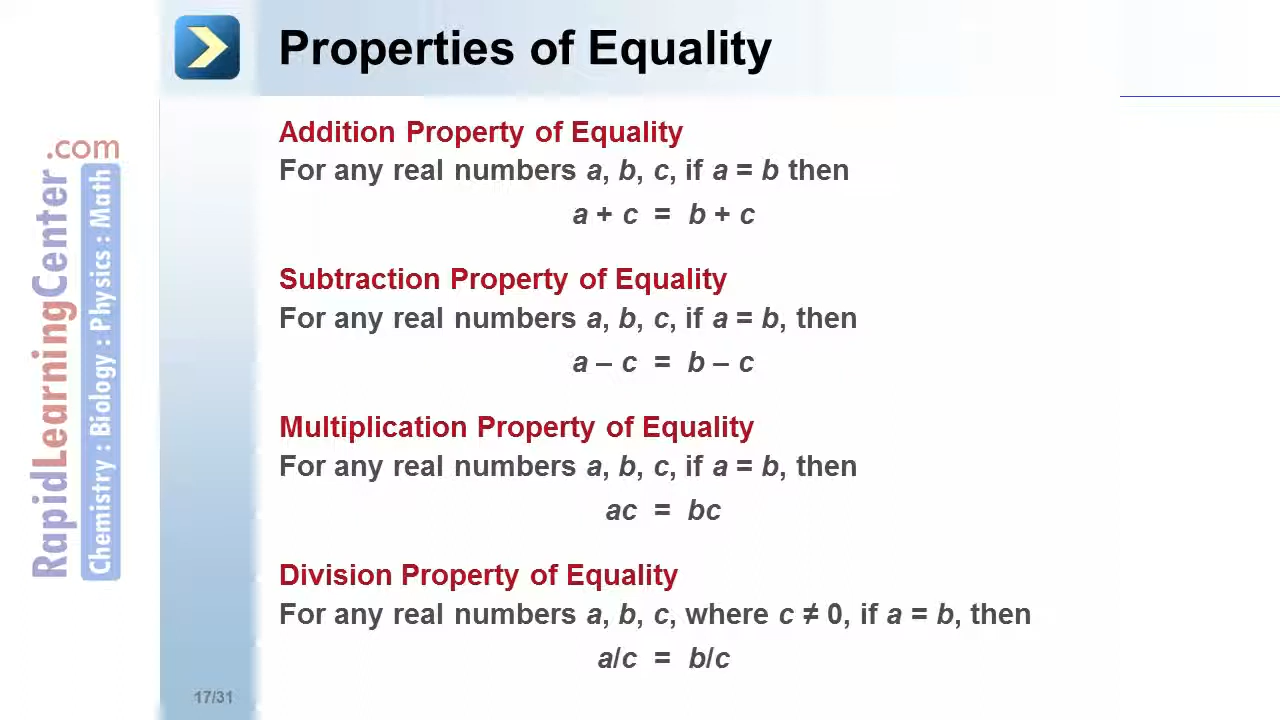 Properties of Equality
Addition Property of Equality
For any real numbers a, b, c, if a = b then
a + c = b + c
Subtraction Property of Equality
For any real numbers a, b, c, if a = b, then
a – c = b – c
Multiplication Property of Equality
For any real numbers a, b, c, if a = b, then
ac = bc
Division Property of Equality
For any real numbers a, b, c, where c ≠ 0, if a = b, then
a/c = b/c
RapidLearningCenter.com
Chemistry : Biology : Physics : Math
17/31